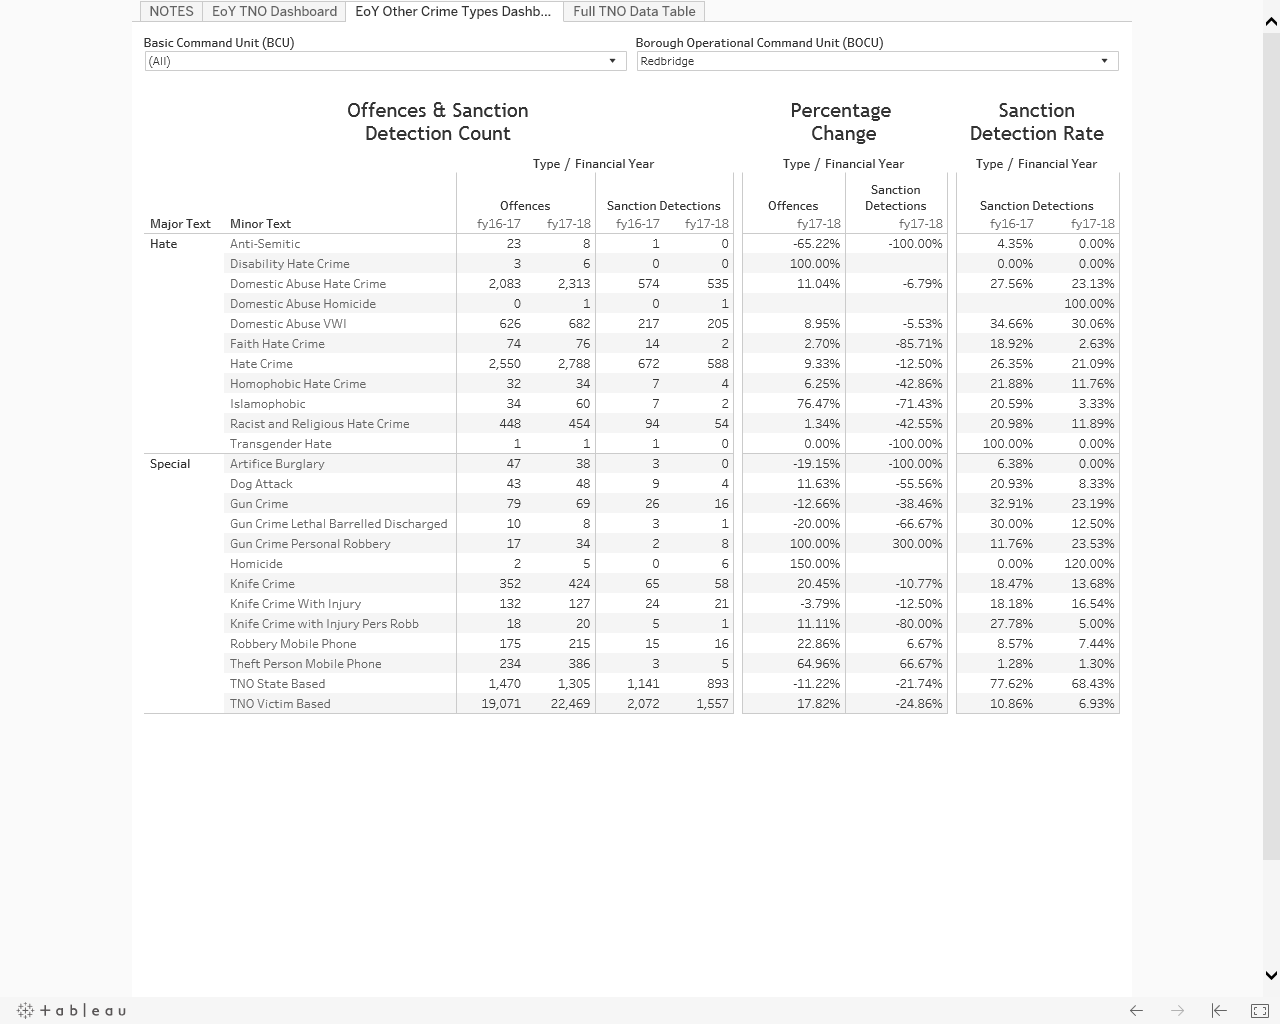 NOTES EoY TNO Dashboard EoY Other Crime Types Dashb... Full TNO Data Table
Basic Command Unit (BCU) Borough Operational Command Unit (BOCU)
(All) Redbridge
Offences & Sanction Percentage Sanction
Detection Count Change Detection Rate
Type / Financial Year Type / Financial Year Type / Financial Year
Sanction
Offences Sanction Detections Offences Detections Sanction Detections
Major Text Minor Text fy16-17 fy17-18 fy16-17 fy17-18 fy17-18 fy17-18 fy16-17 fy17-18
Hate Anti-Semitic 23 8 1 0 -65.22% -100.00% 4.35% 0.00%
Disability Hate Crime 3 6 0 0 100.00% 0.00% 0.00%
Domestic Abuse Hate Crime 2,083 2,313 574 535 11.04% -6.79% 27.56% 23.13%
Domestic Abuse Homicide 0 1 0 1 100.00%
Domestic Abuse VWI 626 682 217 205 8.95% -5.53% 34.66% 30.06%
Faith Hate Crime 74 76 14 2 2.70% -85.71% 18.92% 2.63%
Hate Crime 2,550 2,788 672 588 9.33% -12.50% 26.35% 21.09%
Homophobic Hate Crime 32 34 7 4 6.25% -42.86% 21.88% 11.76%
Islamophobic 34 60 7 2 76.47% -71.43% 20.59% 3.33%
Racist and Religious Hate Crime 448 454 94 54 1.34% -42.55% 20.98% 11.89%
Transgender Hate 1 1 1 0 0.00% -100.00% 100.00% 0.00%
Special Artifice Burglary 47 38 3 0 -19.15% -100.00% 6.38% 0.00%
Dog Attack 43 48 9 4 11.63% -55.56% 20.93% 8.33%
Gun Crime 79 69 26 16 -12.66% -38.46% 32.91% 23.19%
Gun Crime Lethal Barrelled Discharged 10 8 3 1 -20.00% -66.67% 30.00% 12.50%
Gun Crime Personal Robbery 17 34 2 8 100.00% 300.00% 11.76% 23.53%
Homicide 2 5 0 6 150.00% 0.00% 120.00%
Knife Crime 352 424 65 58 20.45% -10.77% 18.47% 13.68%
Knife Crime With Injury 132 127 24 21 -3.79% -12.50% 18.18% 16.54%
Knife Crime with Injury Pers Robb 18 20 5 1 11.11% -80.00% 27.78% 5.00%
Robbery Mobile Phone 175 215 15 16 22.86% 6.67% 8.57% 7.44%
Theft Person Mobile Phone 234 386 3 5 64.96% 66.67% 1.28% 1.30%
TNO State Based 1,470 1,305 1,141 893 -11.22% -21.74% 77.62% 68.43%
TNO Victim Based 19,071 22,469 2,072 1,557 17.82% -24.86% 10.86% 6.93%
+ a b l e a u